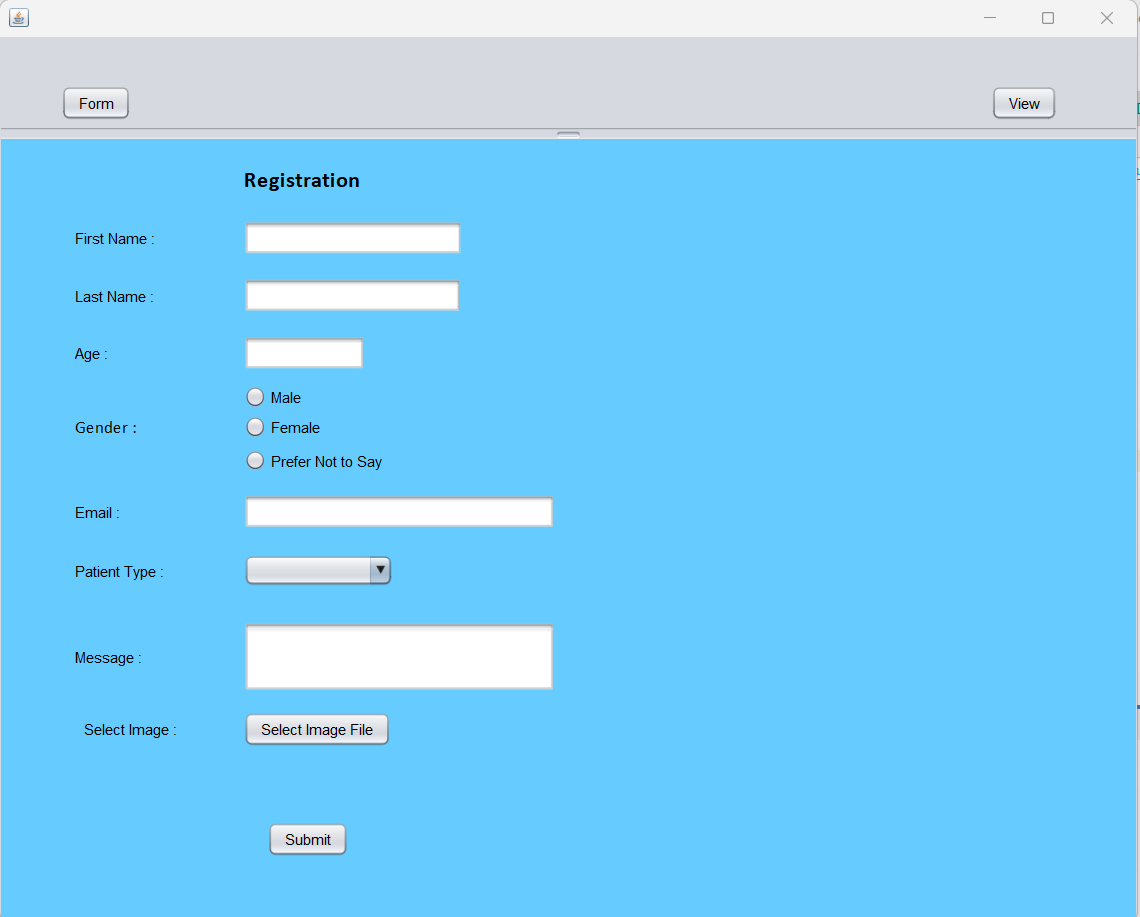 Form View
Registration
First Name :
Last Name :
Age :
Male
Gender :
Female
Prefer Not to Say
Email :
Patient Type :
Message :
Select Image : Select Image File
Submit